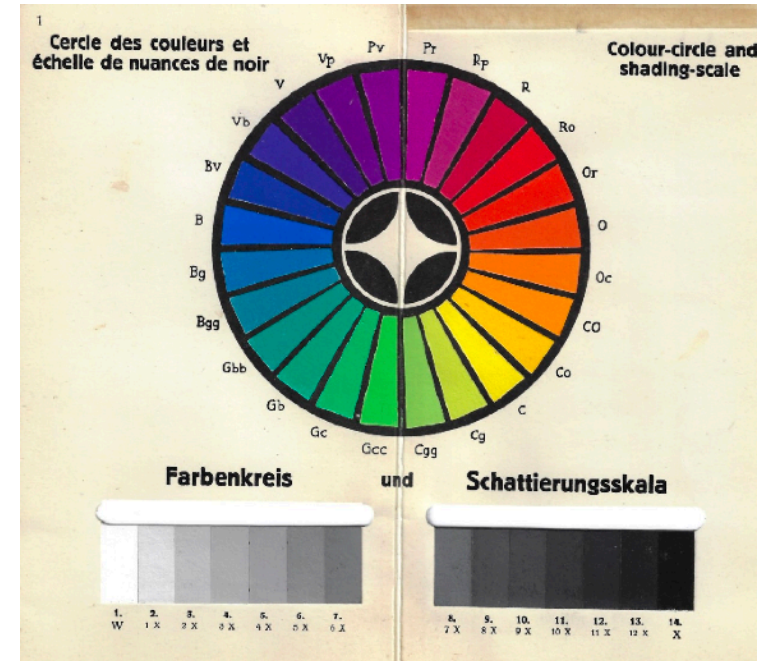 1
Cercle des couleurs et
échelle de nuances de noir
Colour-circle and
shading-scale
Pv
Pr
Rp
R
Ro
Or
O
Oc
CO
Co
C
Cg
Cgg
Gcc
Gc
Gb
Gbb
Bgg
Bg
B
Bv
Vb
V
Vp
Farbenkreis und Schattierungsskala
1. 2. 3. 4. 5. 6. 7.
W 1 X 2 X 3 X 4 X 5 X 6 X
8. 9. 10. 11. 12. 13. 14.
7 X 8 X 9 X 10 X 11 X 12 X X